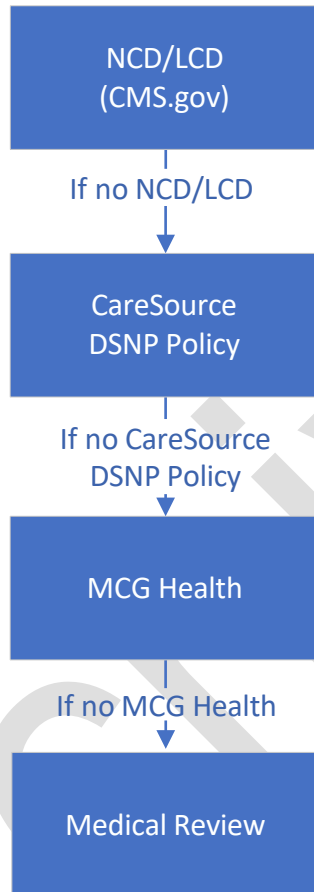 NCD/LCD
(CMS.gov)
If no NCD/LCD
CareSource
DSNP Policy
If no CareSource
DSNP Policy
MCG Health
If no MCG Health
Medical Review